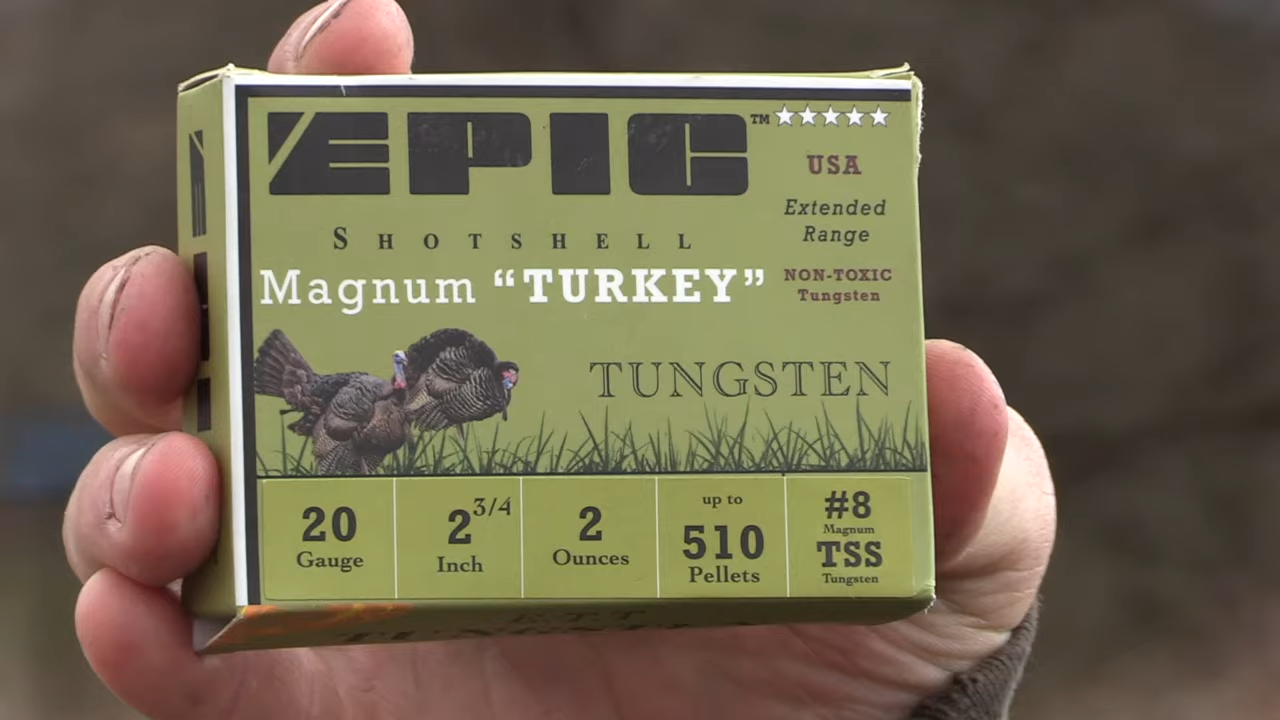 EPIC™
USA
Extended
Range
SHOTSHELL
Magnum “TURKEY”
NON-TOXIC
Tungsten
TUNGSTEN
20
Gauge
2 3/4
Inch
2
Ounces
up to
510
Pellets
#8
Magnum
TSS
Tungsten